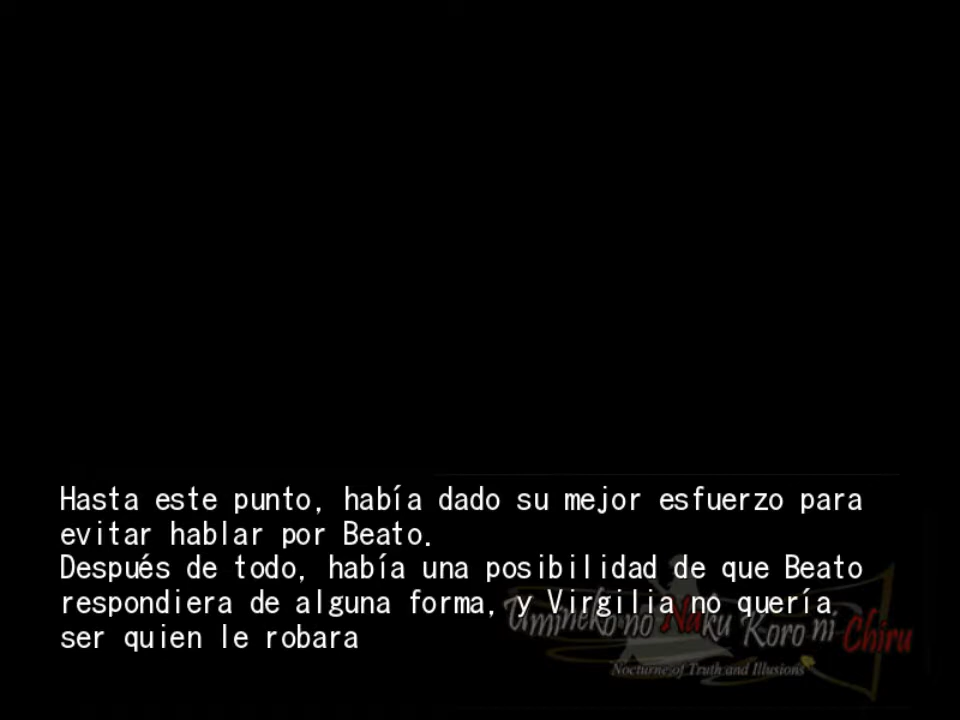 Hasta este punto, había dado su mejor esfuerzo para
evitar hablar por Beato.
Después de todo, había una posibilidad de que Beato
respondiera de alguna forma, y Virgilia no quería
ser quien le robara
Umineko no Naku Koro ni Chiru
Nocturne of Truth and Illusions